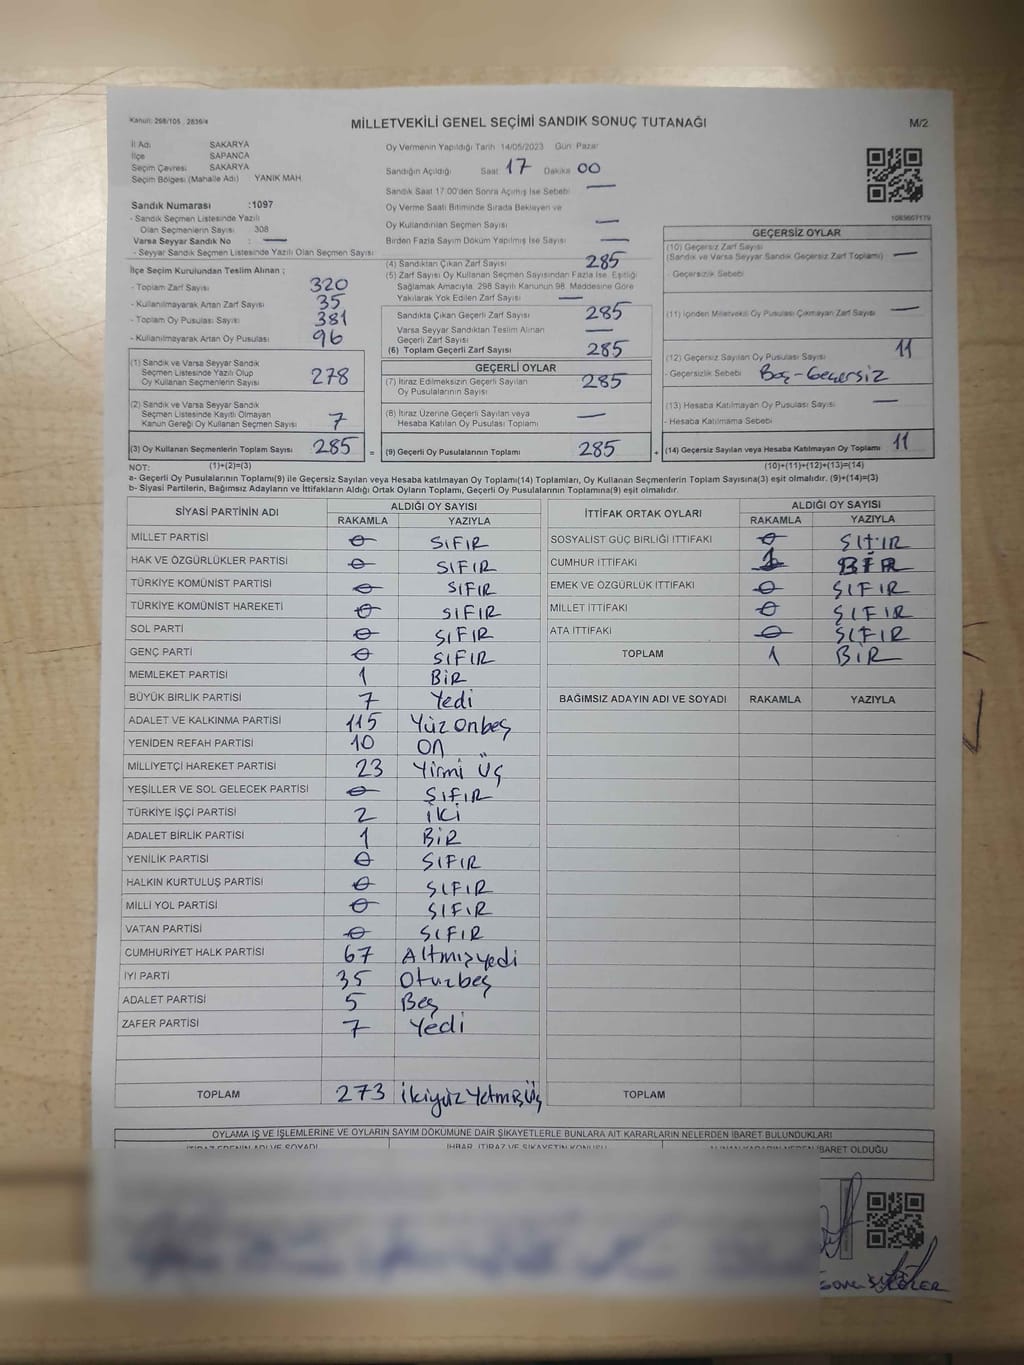 Kanun: 298/105 , 2839/4
MİLLETVEKİLİ GENEL SEÇİMİ SANDIK SONUÇ TUTANAĞI
M/2
İl Adı SAKARYA
İlçe SAPANCA
Seçim Çevresi SAKARYA
Seçim Bölgesi (Mahalle Adı) YANIK MAH.
Sandık Numarası :1097
- Sandık Seçmen Listesinde Yazılı
Olan Seçmenlerin Sayısı 308
Varsa Seyyar Sandık No —
- Seyyar Sandık Seçmen Listesinde Yazılı Olan Seçmen Sayısı
İlçe Seçim Kurulundan Teslim Alınan ;
- Toplam Zarf Sayısı 320
- Kullanılmayarak Artan Zarf Sayısı 35
- Toplam Oy Pusulası Sayısı 381
- Kullanılmayarak Artan Oy Pusulası 96
(1) Sandık ve Varsa Seyyar Sandık
Seçmen Listesinde Yazılı Olup
Oy Kullanan Seçmenlerin Sayısı 278
(2) Sandık ve Varsa Seyyar Sandık
Seçmen Listesinde Kayıtlı Olmayan
Kanun Gereği Oy Kullanan Seçmen Sayısı 7
(3) Oy Kullanan Seçmenlerin Toplam Sayısı 285 =
Oy Vermenin Yapıldığı Tarih 14/05/2023 Gün Pazar
Sandığın Açıldığı Saat 17 Dakika 00
Sandık Saat 17:00'den Sonra Açılmış İse Sebebi —
Oy Verme Saati Bitiminde Sırada Bekleyen ve
Oy Kullandırılan Seçmen Sayısı —
Birden Fazla Sayım Döküm Yapılmış İse Sayısı —
(4) Sandıktan Çıkan Zarf Sayısı 285
(5) Zarf Sayısı Oy Kullanan Seçmen Sayısından Fazla İse, Eşitliği
Sağlamak Amacıyla, 298 Sayılı Kanunun 98. Maddesine Göre
Yakılarak Yok Edilen Zarf Sayısı —
Sandıkta Çıkan Geçerli Zarf Sayısı 285
Varsa Seyyar Sandıktan Teslim Alınan
Geçerli Zarf Sayısı —
(6) Toplam Geçerli Zarf Sayısı 285
GEÇERLİ OYLAR
(7) İtiraz Edilmeksizin Geçerli Sayılan
Oy Pusulalarının Sayısı 285
(8) İtiraz Üzerine Geçerli Sayılan veya
Hesaba Katılan Oy Pusulası Toplamı —
(9) Geçerli Oy Pusulalarının Toplamı 285 +
1083607179
GEÇERSİZ OYLAR
(10) Geçersiz Zarf Sayısı
(Sandık ve Varsa Seyyar Sandık Geçersiz Zarf Toplamı) —
- Geçersizlik Sebebi
(11) İçinden Milletvekili Oy Pusulası Çıkmayan Zarf Sayısı —
(12) Geçersiz Sayılan Oy Pusulası Sayısı 11
- Geçersizlik Sebebi Boş-Geçersiz
(13) Hesaba Katılmayan Oy Pusulası Sayısı —
- Hesaba Katılmama Sebebi
(14) Geçersiz Sayılan veya Hesaba Katılmayan Oy Toplamı 11
NOT: (1)+(2)=(3) (10)+(11)+(12)+(13)=(14)
a- Geçerli Oy Pusulalarının Toplamı(9) ile Geçersiz Sayılan veya Hesaba katılmayan Oy Toplamı(14) Toplamları, Oy Kullanan Seçmenlerin Toplam Sayısına(3) eşit olmalıdır. (9)+(14)=(3)
b- Siyasi Partilerin, Bağımsız Adayların ve İttifakların Aldığı Ortak Oyların Toplamı, Geçerli Oy Pusulalarının Toplamına(9) eşit olmalıdır.
SİYASİ PARTİNİN ADI ALDIĞI OY SAYISI
RAKAMLA YAZIYLA
MİLLET PARTİSİ 0 SIFIR
HAK VE ÖZGÜRLÜKLER PARTİSİ 0 SIFIR
TÜRKİYE KOMÜNİST PARTİSİ 0 SIFIR
TÜRKİYE KOMÜNİST HAREKETİ 0 SIFIR
SOL PARTİ 0 SIFIR
GENÇ PARTİ 0 SIFIR
MEMLEKET PARTİSİ 1 BİR
BÜYÜK BİRLİK PARTİSİ 7 Yedi
ADALET VE KALKINMA PARTİSİ 115 Yüz Onbeş
YENİDEN REFAH PARTİSİ 10 On
MİLLİYETÇİ HAREKET PARTİSİ 23 Yirmi Üç
YEŞİLLER VE SOL GELECEK PARTİSİ 0 SIFIR
TÜRKİYE İŞÇİ PARTİSİ 2 İKİ
ADALET BİRLİK PARTİSİ 1 BİR
YENİLİK PARTİSİ 0 SIFIR
HALKIN KURTULUŞ PARTİSİ 0 SIFIR
MİLLİ YOL PARTİSİ 0 SIFIR
VATAN PARTİSİ 0 SIFIR
CUMHURİYET HALK PARTİSİ 67 Altmışyedi
İYİ PARTİ 35 Oturbeş
ADALET PARTİSİ 5 Beş
ZAFER PARTİSİ 7 Yedi
TOPLAM 273 İkiyüz
İTTİFAK ORTAK OYLARI ALDIĞI OY SAYISI
RAKAMLA YAZIYLA
SOSYALİST GÜÇ BİRLİĞİ İTTİFAKI 0 SIFIR
CUMHUR İTTİFAKI 1 BİR
EMEK VE ÖZGÜRLÜK İTTİFAKI 0 SIFIR
MİLLET İTTİFAKI 0 SIFIR
ATA İTTİFAKI 0 SIFIR
TOPLAM 1 BİR
BAĞIMSIZ ADAYIN ADI VE SOYADI RAKAMLA YAZIYLA
TOPLAM
OYLAMA İŞ VE İŞLEMLERİNE VE OYLARIN SAYIM DÖKÜMÜNE DAİR ŞİKAYETLERLE BUNLARA AİT KARARLARIN NELERDEN İBARET BULUNDUKLARI
İTİRAZ EDENİN ADI VE SOYADI İHBAR, İTİRAZ VE ŞİKAYETİN KONUSU İBARET OLDUĞU